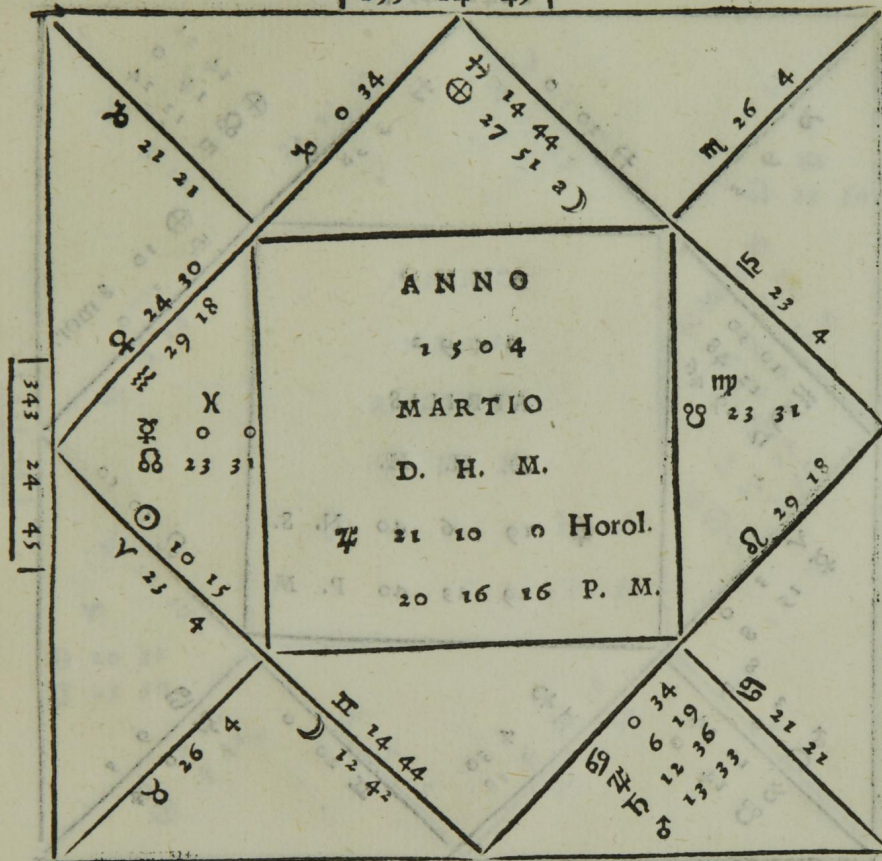 ♑ 21 21
♑ 0 34
♐ 14 44
⊕ 27 51 a ☽
♏ 26 4
♎ 23 4
♀ 24 30
♒ 29 18
♓
☿ 0 0
☊ 23 31
☉ 10 15
♈ 23 4
343 24 45
ANNO
1504
MARTIO
D. H. M.
♃ 21 10 0 Horol.
20 16 16 P. M.
♍
☋ 23 31
♌ 29 18
♉ 26 4
♊ 14 44
☽ 12 42
♋ 0 34
♃ 6 19
♄ 12 36
♂ 13 33
♋ 21 21